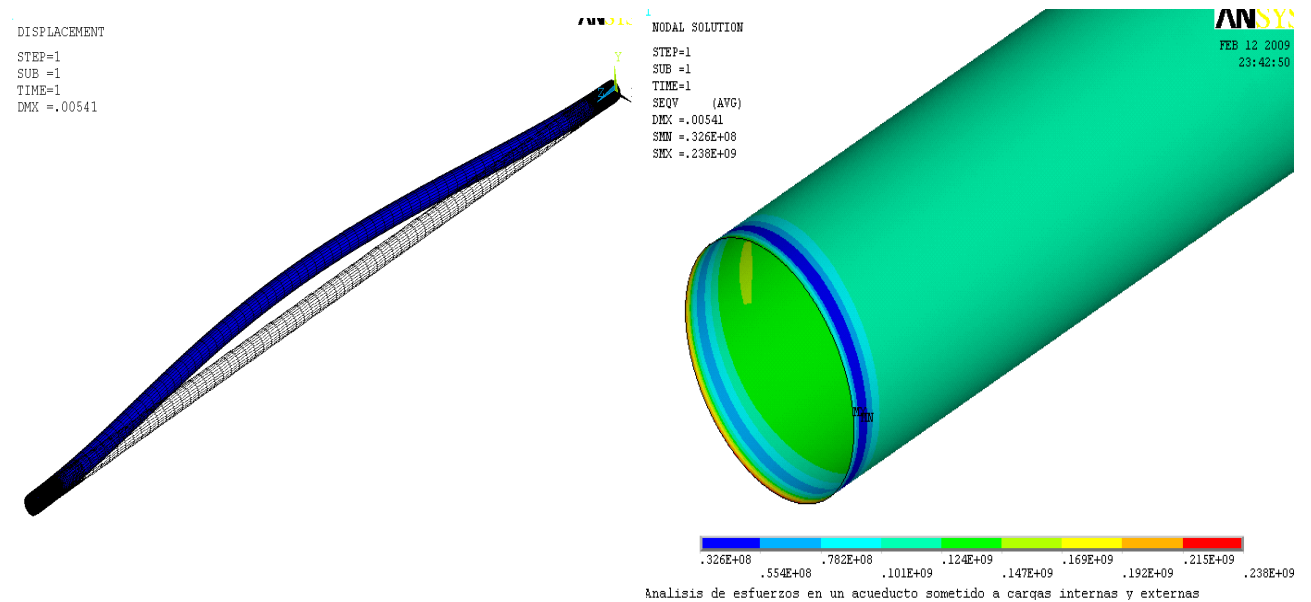 DISPLACEMENT
STEP=1
SUB =1
TIME=1
DMX =.00541
Y
1
NODAL SOLUTION
STEP=1
SUB =1
TIME=1
SEQV (AVG)
DMX =.00541
SMN =.326E+08
SMX =.238E+09
ANSYS
FEB 12 2009
23:42:50
.326E+08 .782E+08 .124E+09 .169E+09 .215E+09
.554E+08 .101E+09 .147E+09 .192E+09 .238E+09
Analisis de esfuerzos en un acueducto sometido a cargas internas y externas